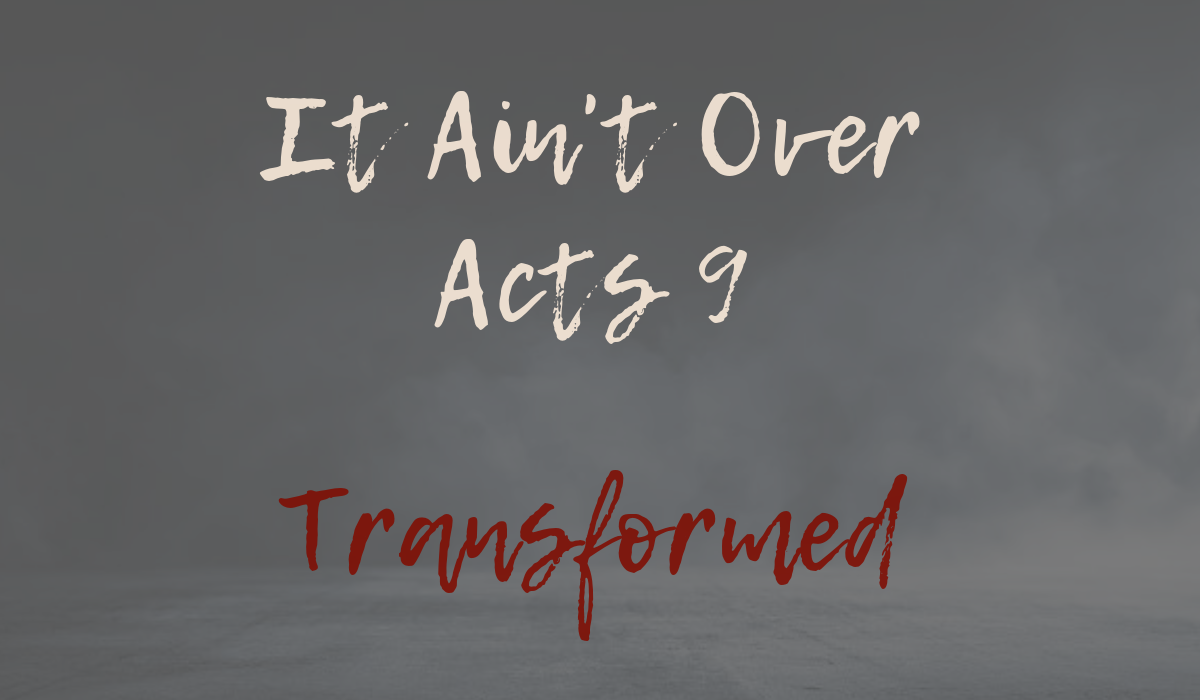 It Ain't Over
Acts 9
Transformed